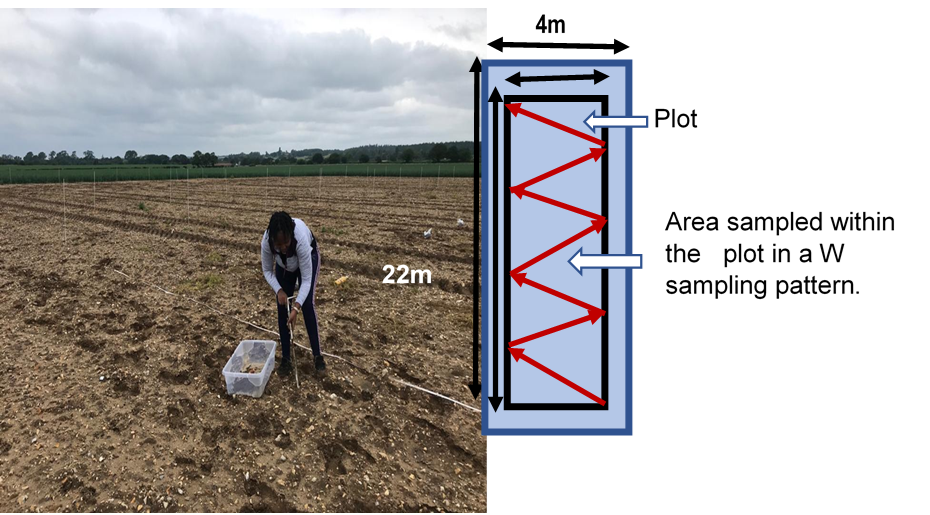 4m
Plot
Area sampled within
the plot in a W
sampling pattern.
22m